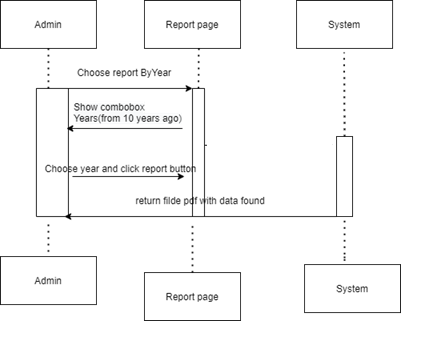 Admin
Report page
System
Choose report ByYear
Show combobox
Years(from 10 years ago)
Choose year and click report button
return filde pdf with data found
Admin
Report page
System